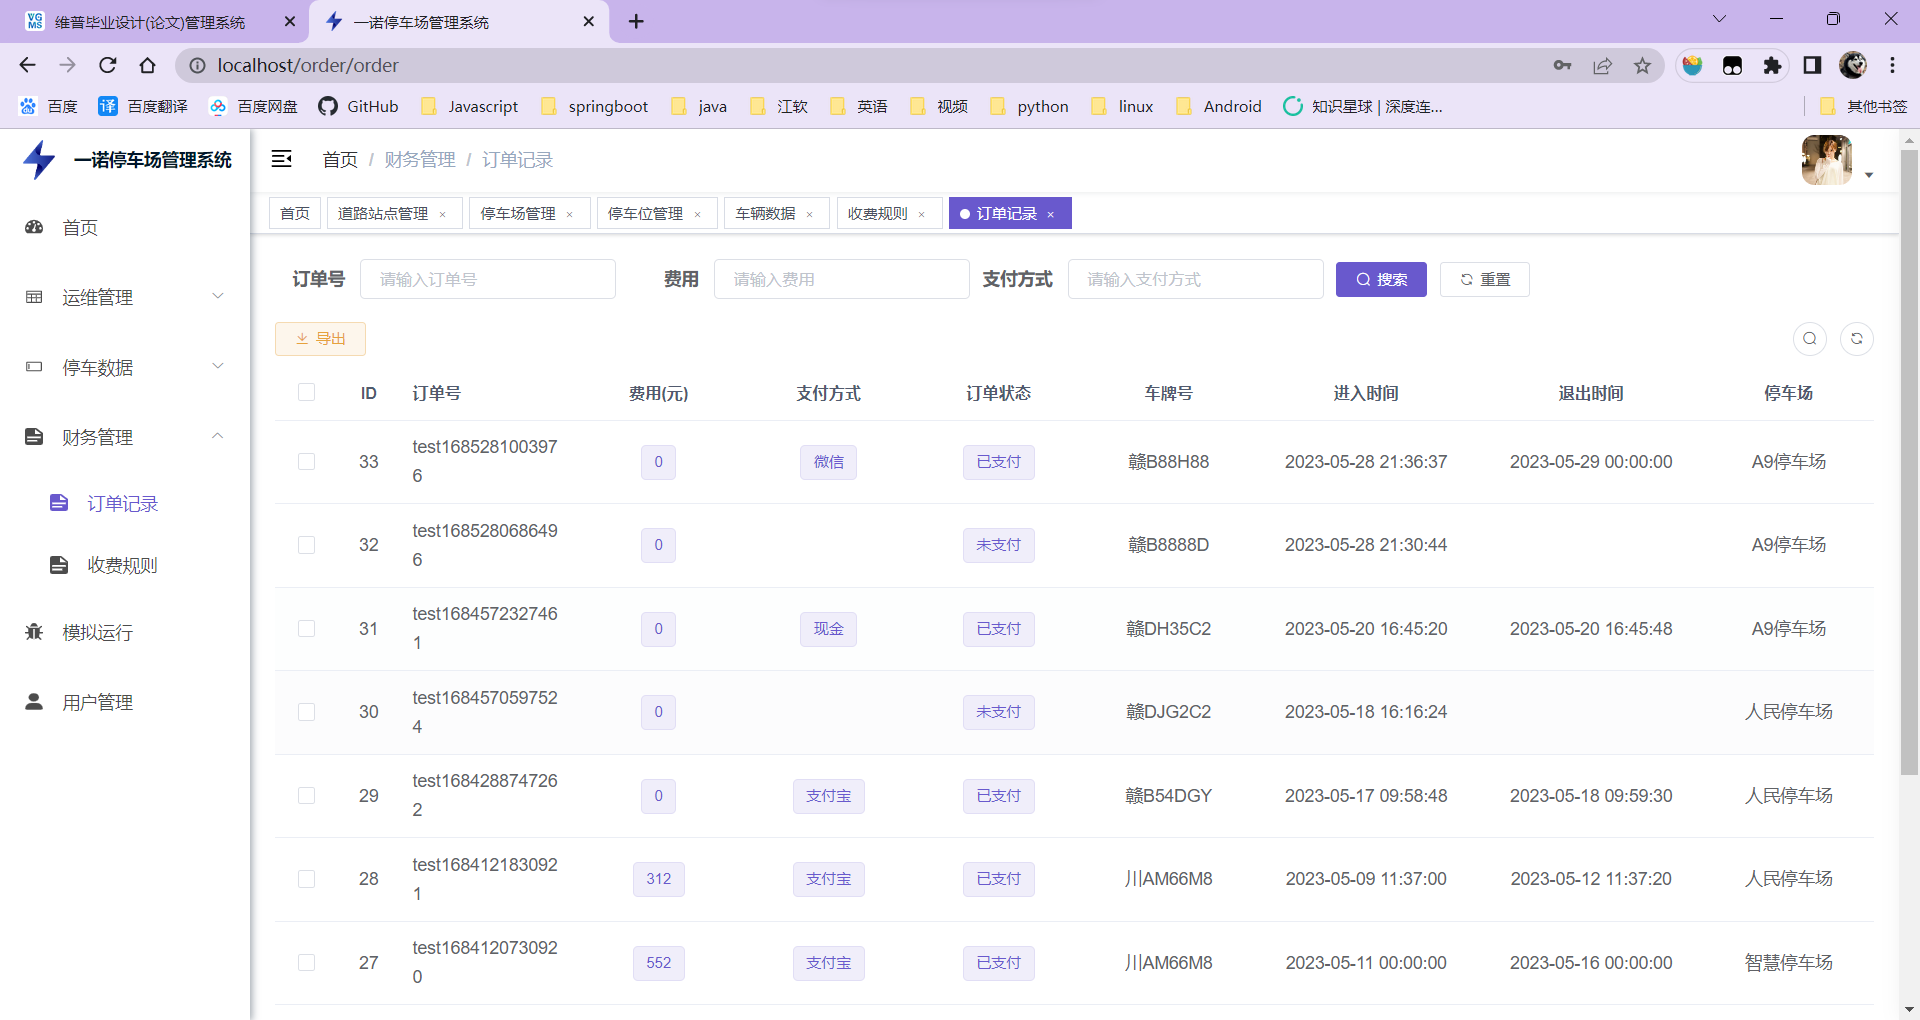 维普毕业设计(论文)管理系统
一诺停车场管理系统
localhost/order/order
百度
百度翻译
百度网盘
GitHub
Javascript
springboot
java
江软
英语
视频
python
linux
Android
知识星球 | 深度连...
其他书签
一诺停车场管理系统
首页 / 财务管理 / 订单记录
首页
道路站点管理 ×
停车场管理 ×
停车位管理 ×
车辆数据 ×
收费规则 ×
订单记录 ×
首页
运维管理
停车数据
财务管理
订单记录
收费规则
模拟运行
用户管理
订单号 请输入订单号 费用 请输入费用 支付方式 请输入支付方式 搜索 重置
导出
ID 订单号 费用(元) 支付方式 订单状态 车牌号 进入时间 退出时间 停车场
33 test168528100397 0 微信 已支付 赣B88H88 2023-05-28 21:36:37 2023-05-29 00:00:00 A9停车场
6
32 test168528068649 0 未支付 赣B8888D 2023-05-28 21:30:44 A9停车场
6
31 test168457232746 0 现金 已支付 赣DH35C2 2023-05-20 16:45:20 2023-05-20 16:45:48 A9停车场
1
30 test168457059752 0 未支付 赣DJG2C2 2023-05-18 16:16:24 人民停车场
4
29 test168428874726 0 支付宝 已支付 赣B54DGY 2023-05-17 09:58:48 2023-05-18 09:59:30 人民停车场
2
28 test168412183092 312 支付宝 已支付 川AM66M8 2023-05-09 11:37:00 2023-05-12 11:37:20 人民停车场
1
27 test168412073092 552 支付宝 已支付 川AM66M8 2023-05-11 00:00:00 2023-05-16 00:00:00 智慧停车场
0